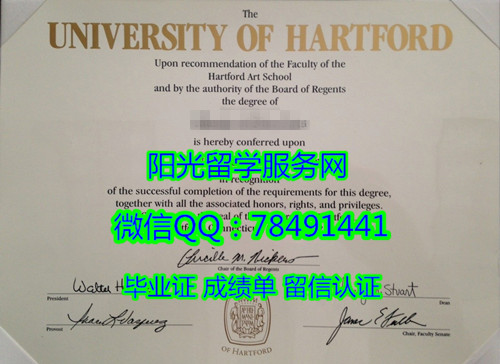 The
UNIVERSITY OF HARTFORD
Upon recommendation of the Faculty of the
Hartford Art School
and by the authority of the Board of Regents
the degree of
is hereby conferred upon
阳光留学服务网
in recognition
of the successful completion of the requirements for this degree,
together with all the associated honors, rights, and privileges.
微信QQ：78491441
Chair of the Board of Regents
Walter H
Stuart
President
Dean
毕业证 成绩单 留信认证
Provost
Chair, Faculty Senate
OF HARTFORD